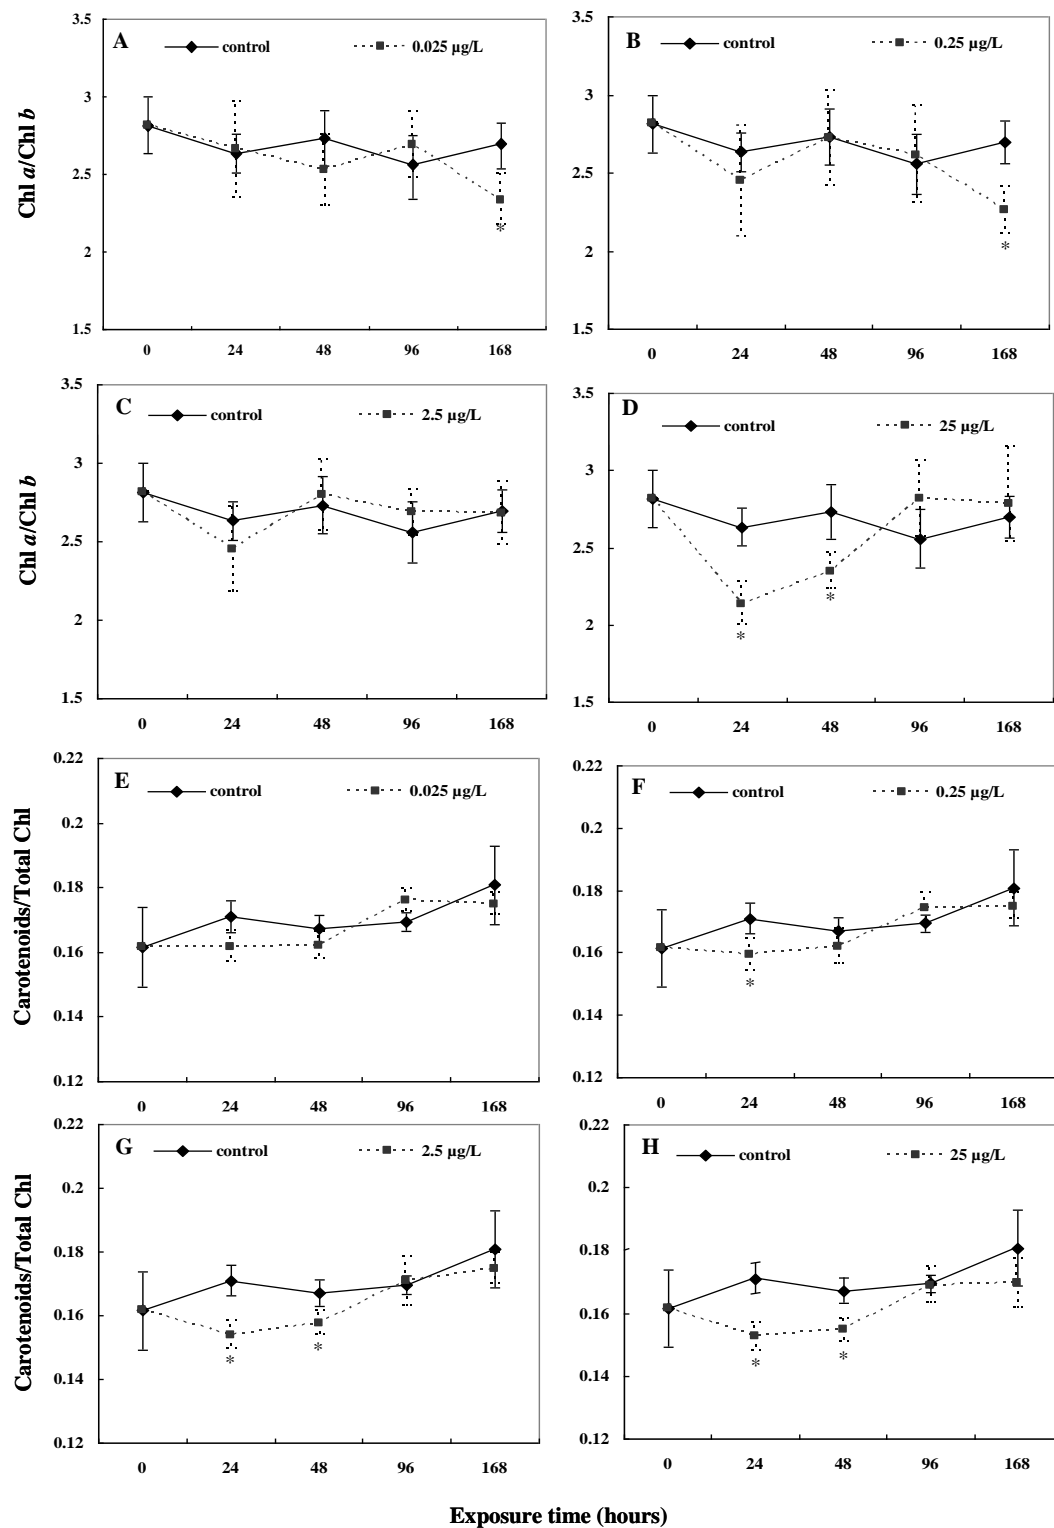 A control 0.025 µg/L
3.5
3
2.5
2
1.5
Chl a/Chl b
*
0 24 48 96 168
B control 0.25 µg/L
3.5
3
2.5
2
1.5
*
0 24 48 96 168
C control 2.5 µg/L
3.5
3
2.5
2
1.5
Chl a/Chl b
0 24 48 96 168
D control 25 µg/L
3.5
3
2.5
2
1.5
* *
0 24 48 96 168
E control 0.025 µg/L
0.22
0.2
0.18
0.16
0.14
0.12
Carotenoids/Total Chl
0 24 48 96 168
F control 0.25 µg/L
0.22
0.2
0.18
0.16
0.14
0.12
*
0 24 48 96 168
G control 2.5 µg/L
0.22
0.2
0.18
0.16
0.14
0.12
Carotenoids/Total Chl
* *
0 24 48 96 168
H control 25 µg/L
0.22
0.2
0.18
0.16
0.14
0.12
* *
0 24 48 96 168
Exposure time (hours)